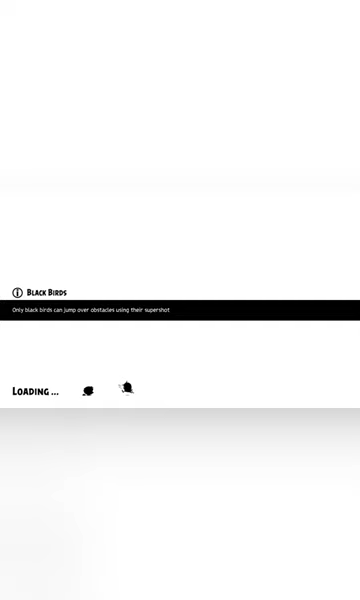 Black Birds
Only black birds can jump over obstacles using their supershot
Loading ...